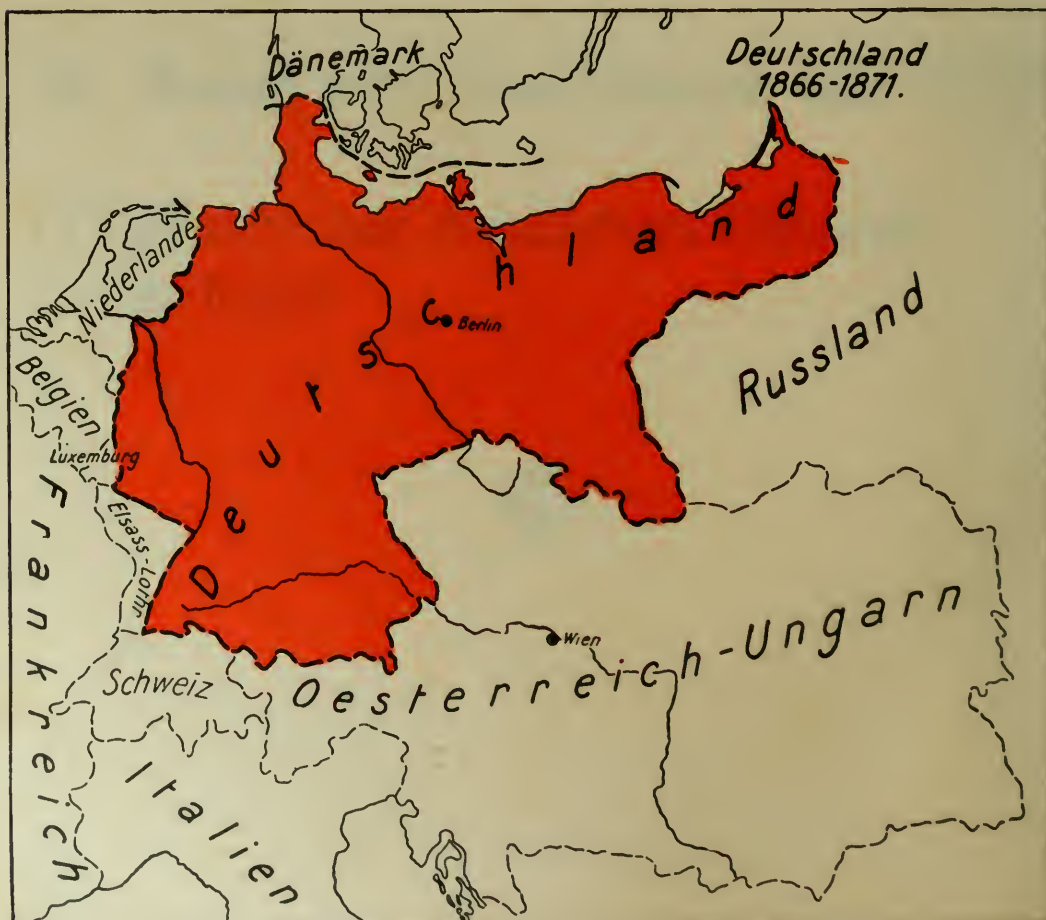 Deutschland
1866-1871.
Dänemark
Deutschland
Niederlande
Berlin
Belgien
Russland
Luxemburg
Elsass-Lothr
Frankreich
Wien
Oesterreich-Ungarn
Schweiz
Italien